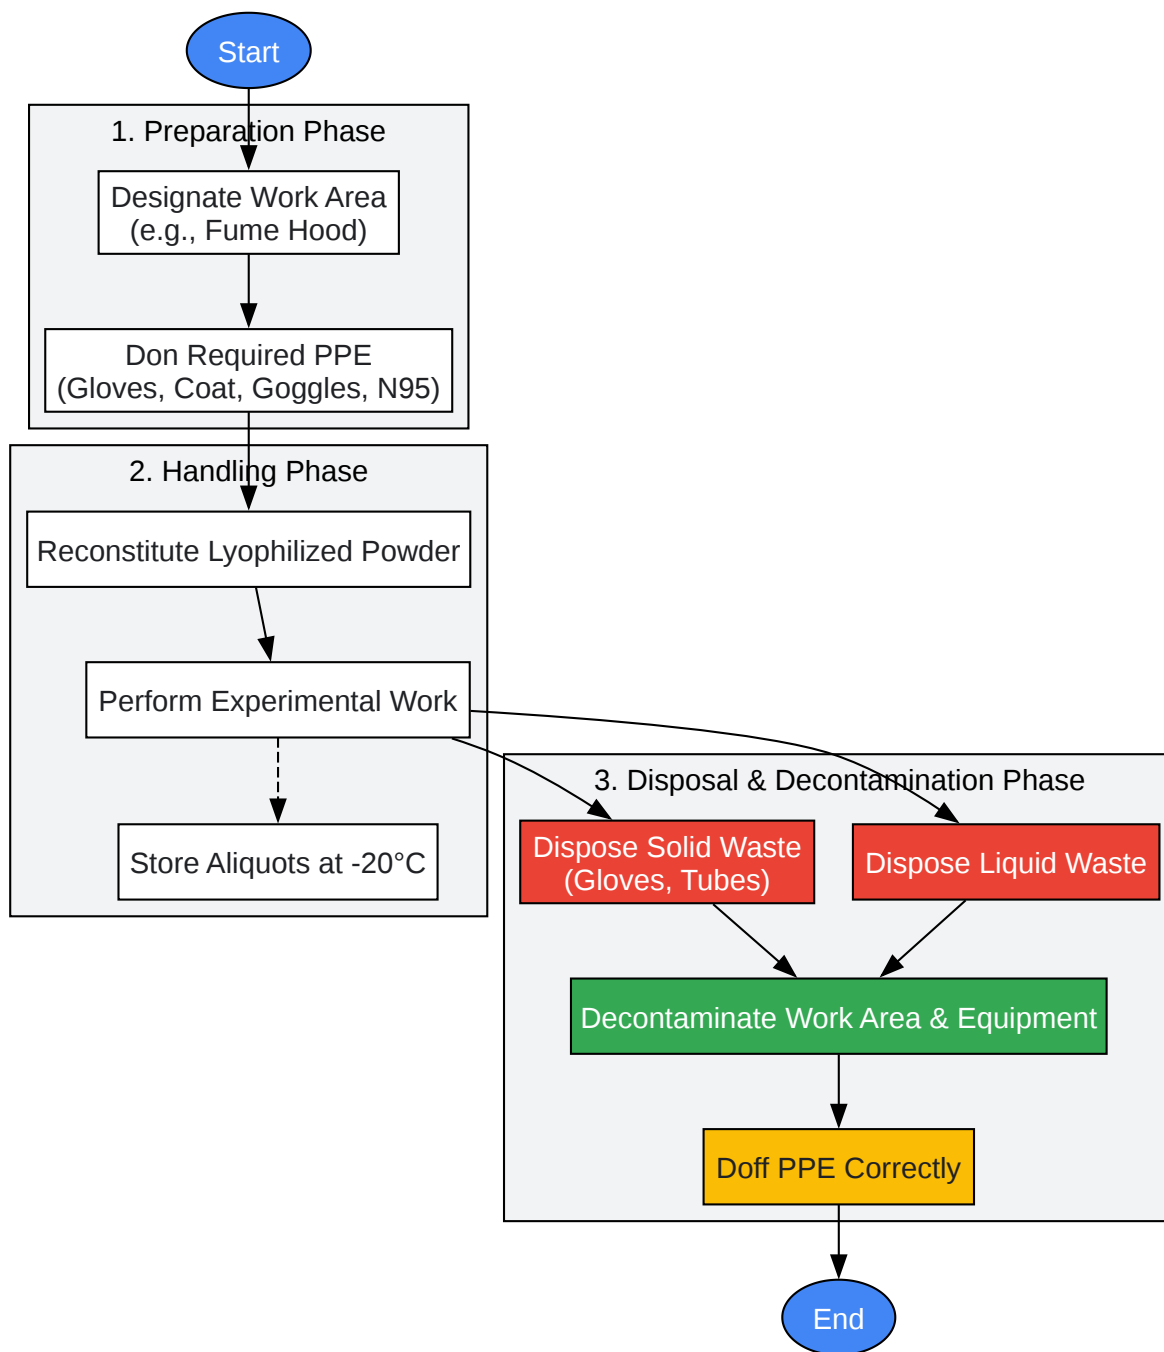 Start
1. Preparation Phase
Designate Work Area
(e.g., Fume Hood)
Don Required PPE
(Gloves, Coat, Goggles, N95)
2. Handling Phase
Reconstitute Lyophilized Powder
Perform Experimental Work
Store Aliquots at -20°C
3. Disposal & Decontamination Phase
Dispose Solid Waste
(Gloves, Tubes)
Dispose Liquid Waste
Decontaminate Work Area & Equipment
Doff PPE Correctly
End